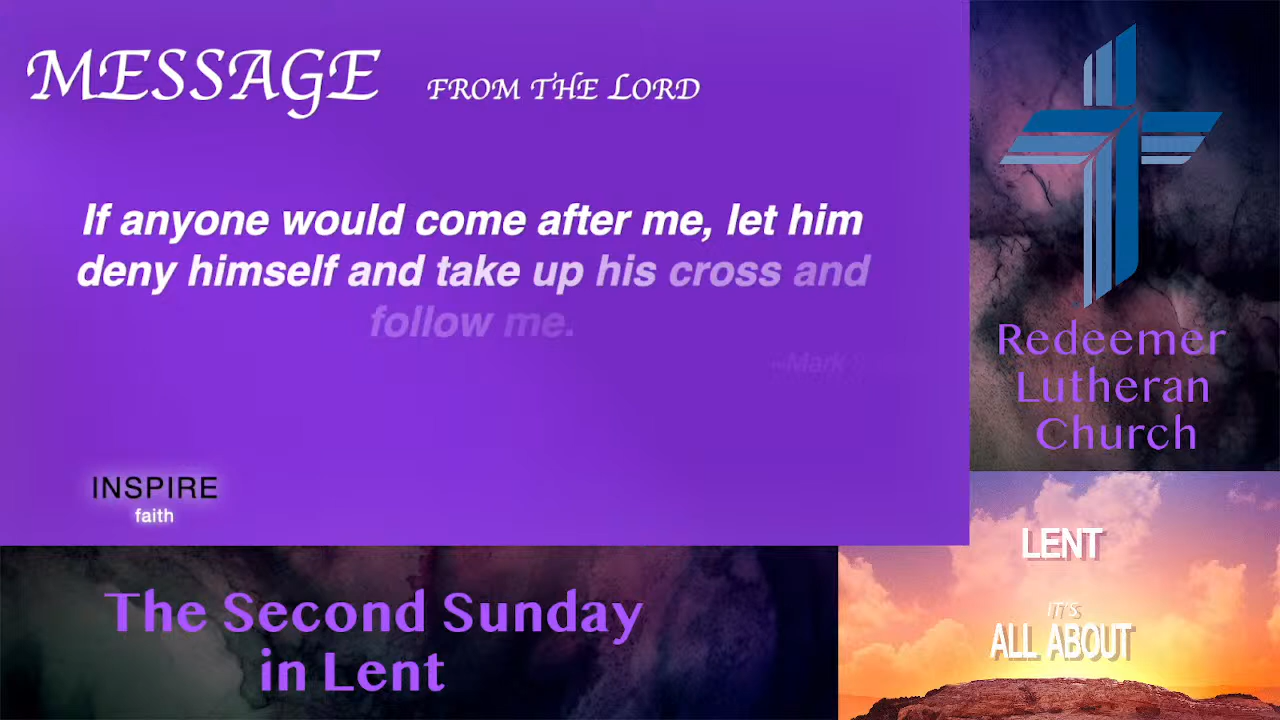 MESSAGE FROM THE LORD
If anyone would come after me, let him
deny himself and take up his cross and
follow me.
~Mark
INSPIRE
faith
The Second Sunday
in Lent
Redeemer
Lutheran
Church
LENT
IT'S
ALL ABOUT